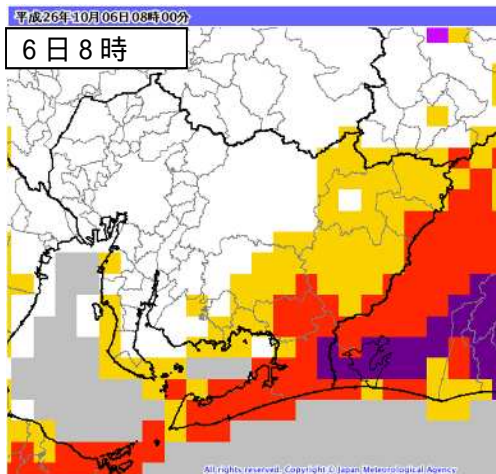 平成26年10月06日08時00分
6日8時
All rights reserved. Copyright © Japan Meteorological Agency